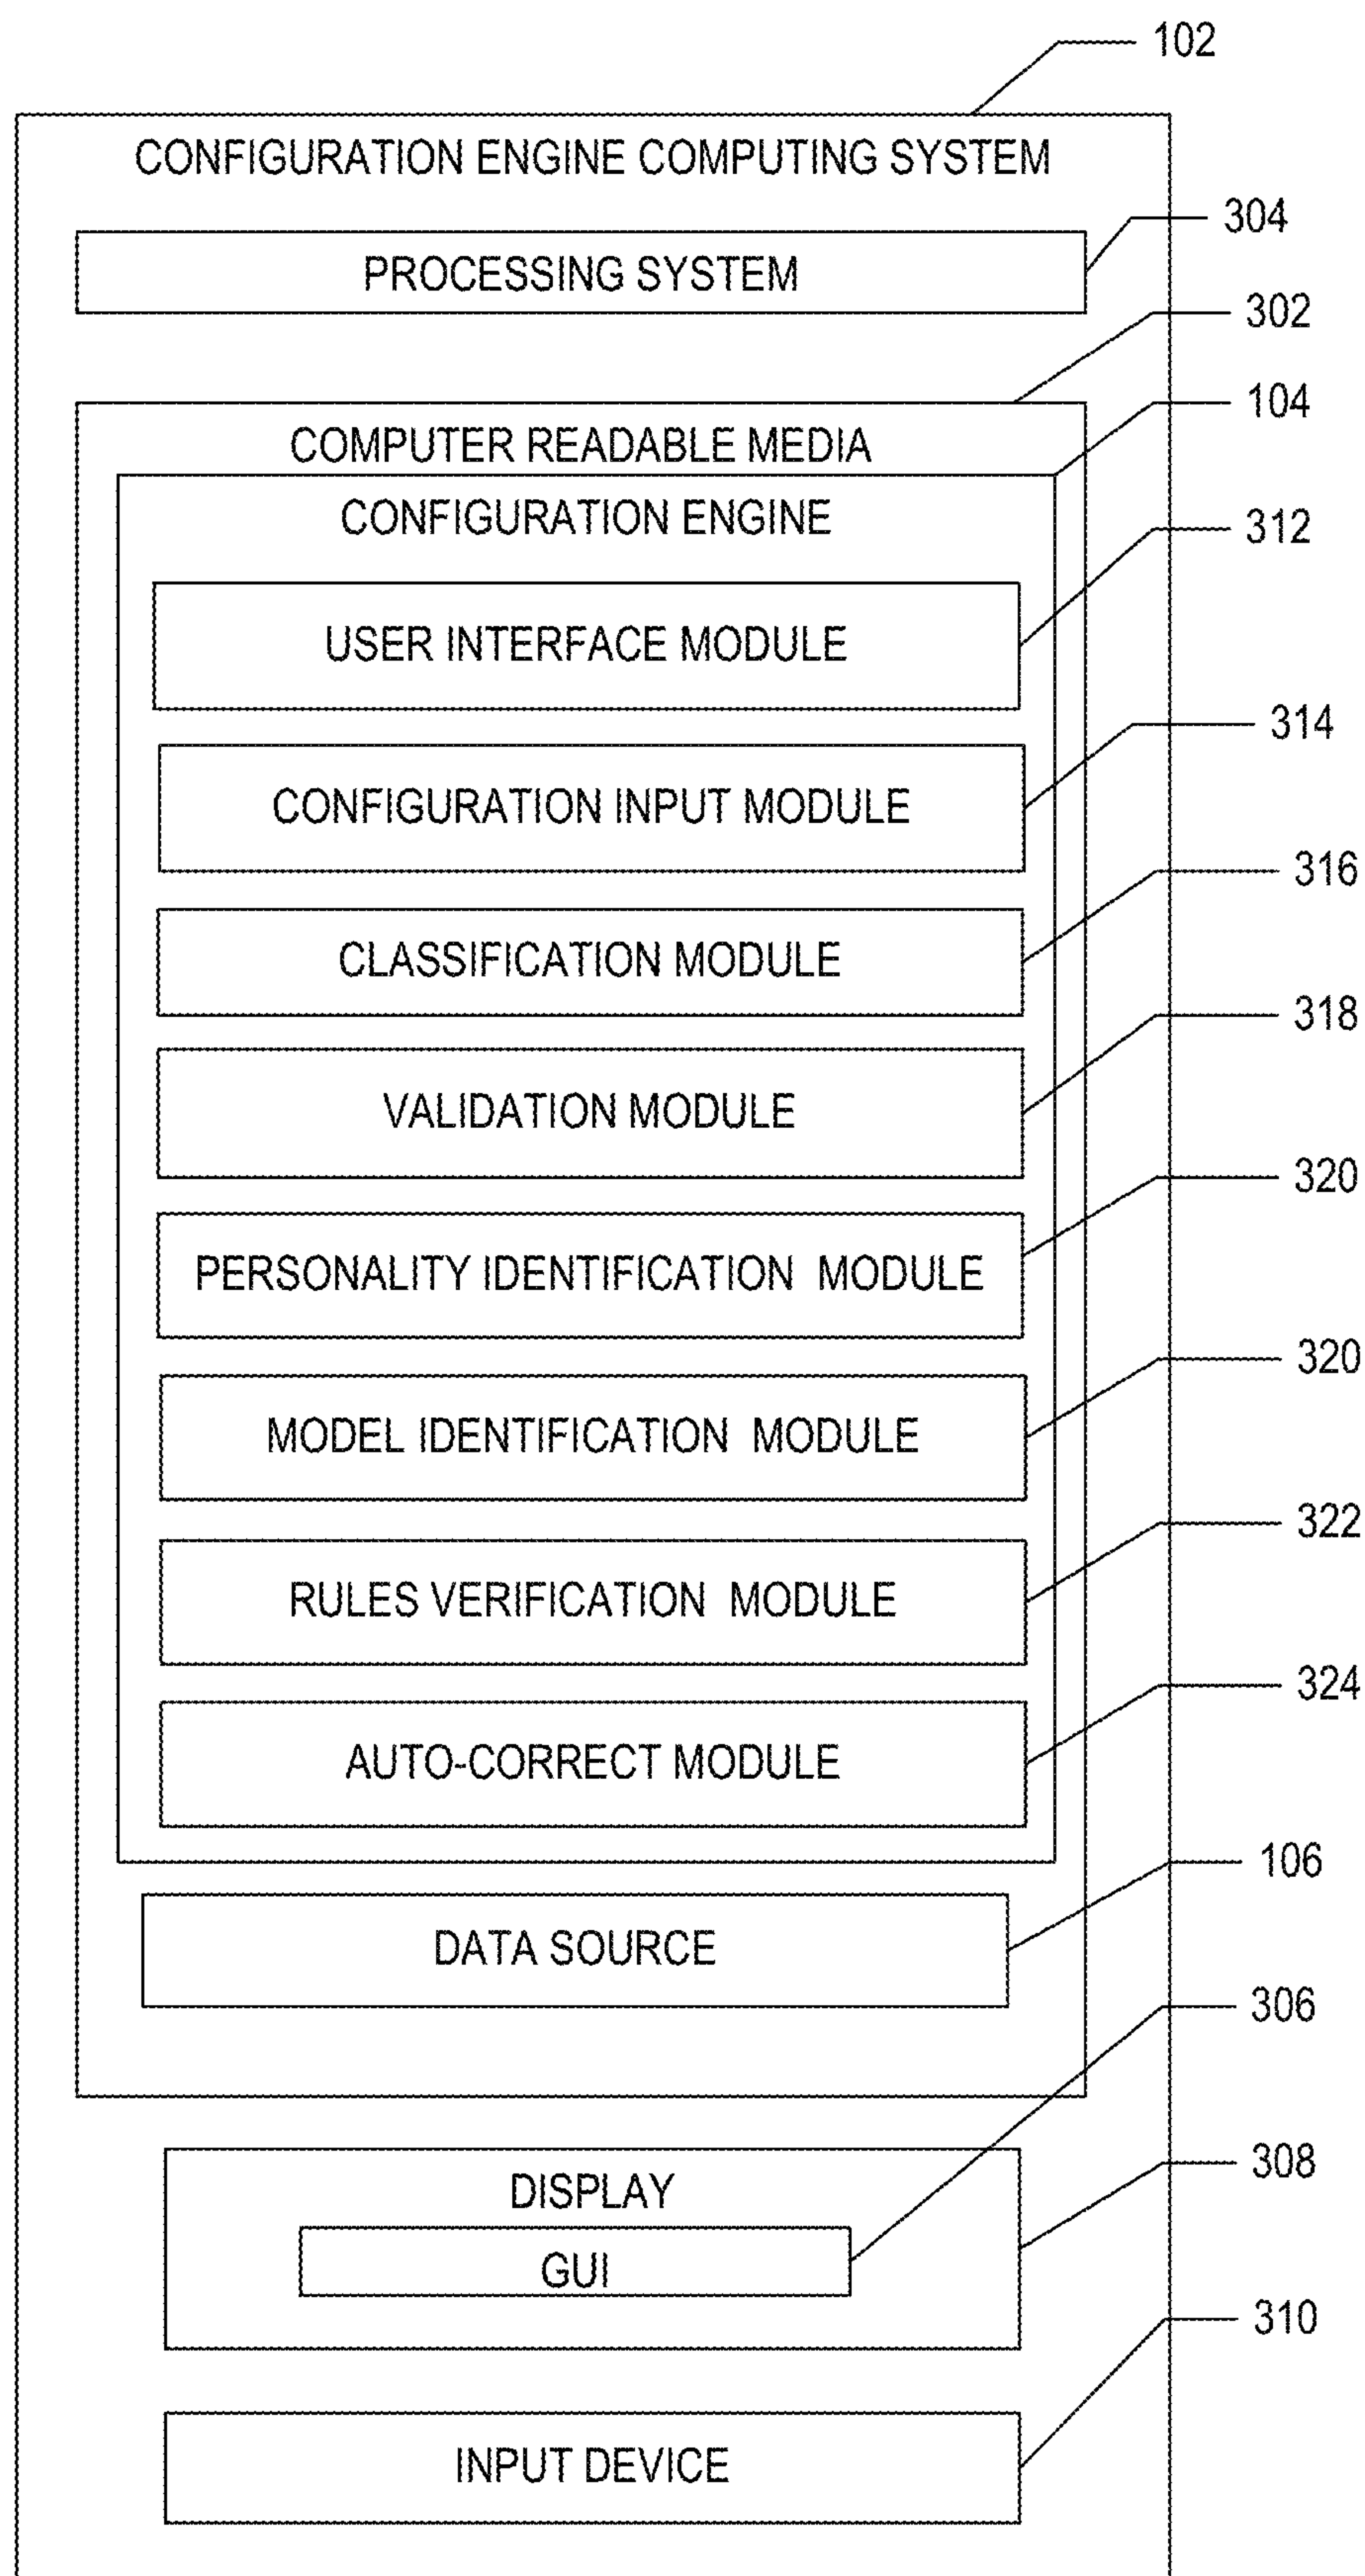 102
CONFIGURATION ENGINE COMPUTING SYSTEM
304
PROCESSING SYSTEM
302
104
COMPUTER READABLE MEDIA
CONFIGURATION ENGINE
312
USER INTERFACE MODULE
314
CONFIGURATION INPUT MODULE
316
CLASSIFICATION MODULE
318
VALIDATION MODULE
320
PERSONALITY IDENTIFICATION MODULE
320
MODEL IDENTIFICATION MODULE
322
RULES VERIFICATION MODULE
324
AUTO-CORRECT MODULE
106
DATA SOURCE
306
308
DISPLAY
GUI
310
INPUT DEVICE